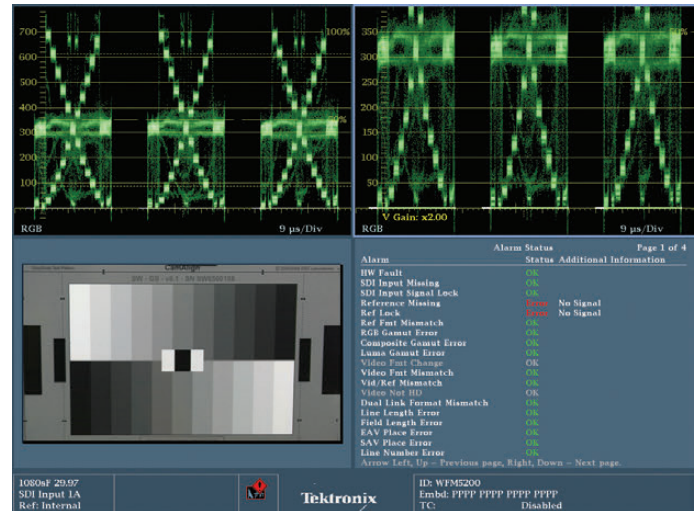 700
600
500
400
300
200
100
100%
RGB
9 µs/Div
350
300
250
200
150
100
50
V Gain: x2.00
RGB
9 µs/Div
CamAlign
Alarm Status Page 1 of 4
Alarm Status Additional Information
HW Fault OK
SDI Input Missing OK
SDI Input Signal Lock OK
Reference Missing Error No Signal
Ref Lock Error No Signal
Ref Fmt Mismatch OK
RGB Gamut Error OK
Composite Gamut Error OK
Luma Gamut Error OK
Video Fmt Change OK
Video Fmt Mismatch OK
Vid/Ref Mismatch OK
Video Not HD OK
Dual Link Format Mismatch OK
Line Length Error OK
Field Length Error OK
EAV Place Error OK
SAV Place Error OK
Line Number Error OK
Arrow Left, Up - Previous page, Right, Down - Next page.
1080sF 29.97
SDI Input 1A
Ref: Internal
Tektronix
ID: WFM5200
Embd: PPPP PPPP PPPP PPPP
TC: Disabled